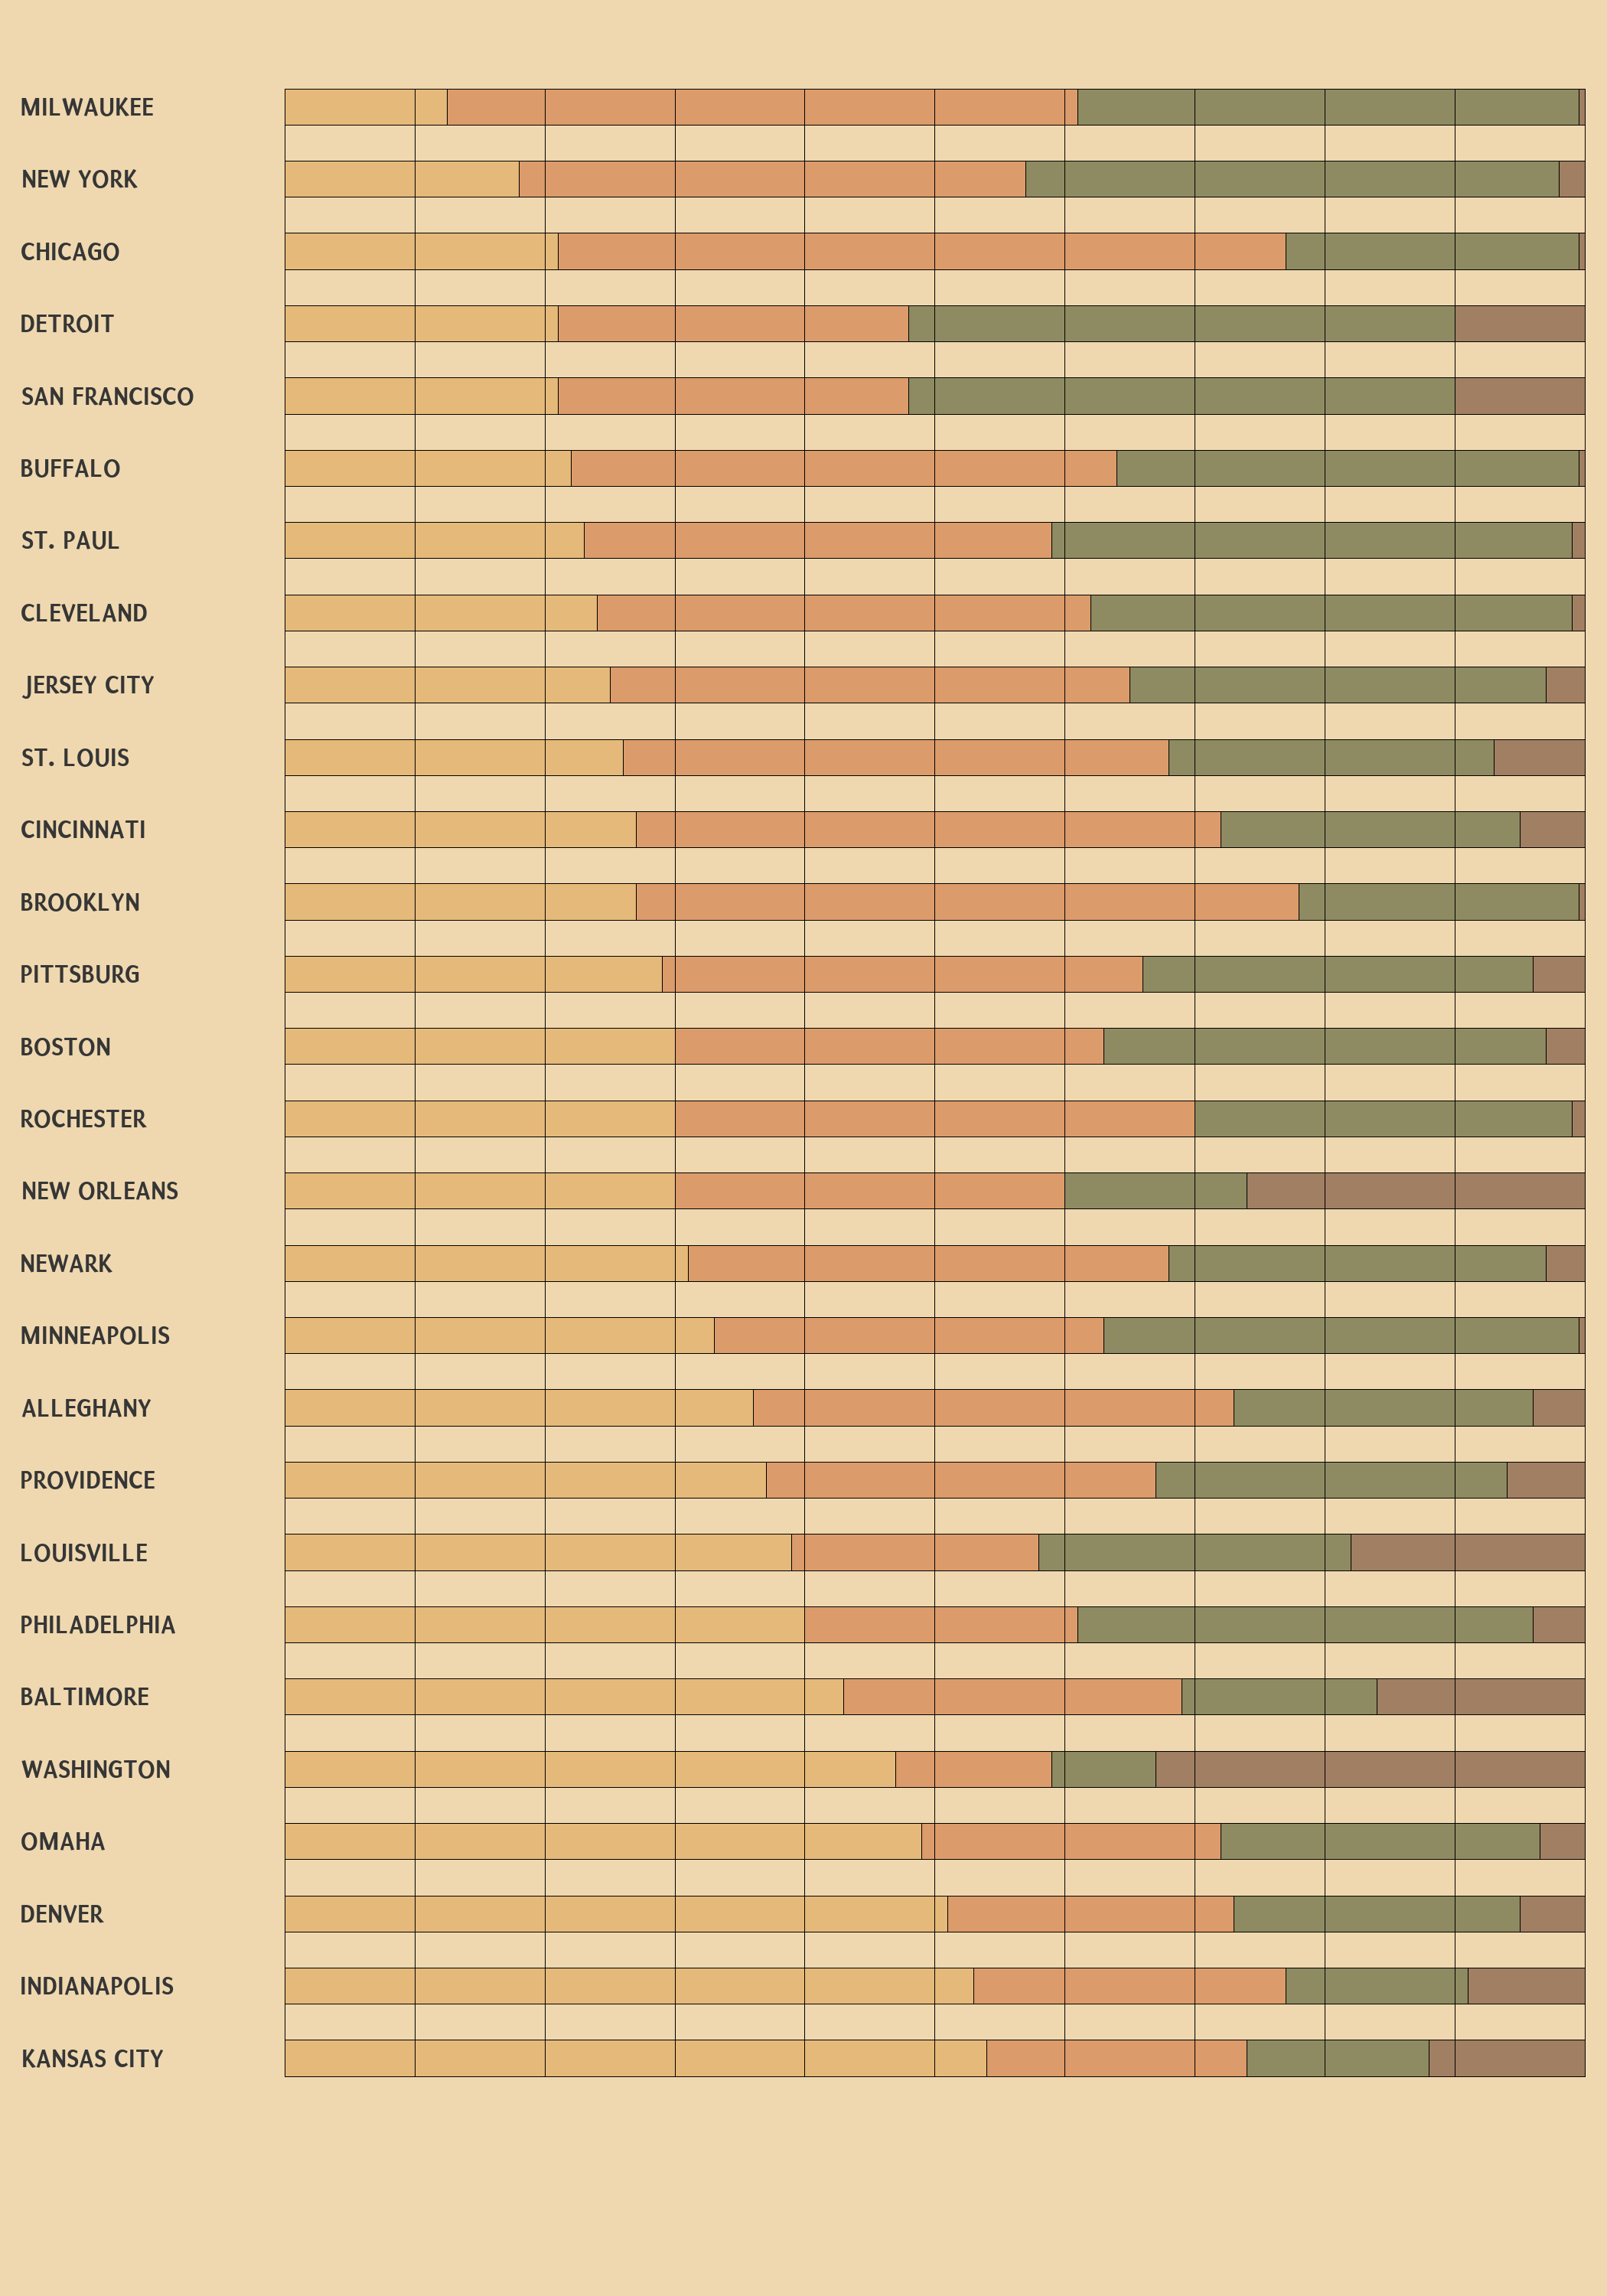 MILWAUKEE
NEW YORK
CHICAGO
DETROIT
SAN FRANCISCO
BUFFALO
ST. PAUL
CLEVELAND
JERSEY CITY
ST. LOUIS
CINCINNATI
BROOKLYN
PITTSBURG
BOSTON
ROCHESTER
NEW ORLEANS
NEWARK
MINNEAPOLIS
ALLEGHANY
PROVIDENCE
LOUISVILLE
PHILADELPHIA
BALTIMORE
WASHINGTON
OMAHA
DENVER
INDIANAPOLIS
KANSAS CITY